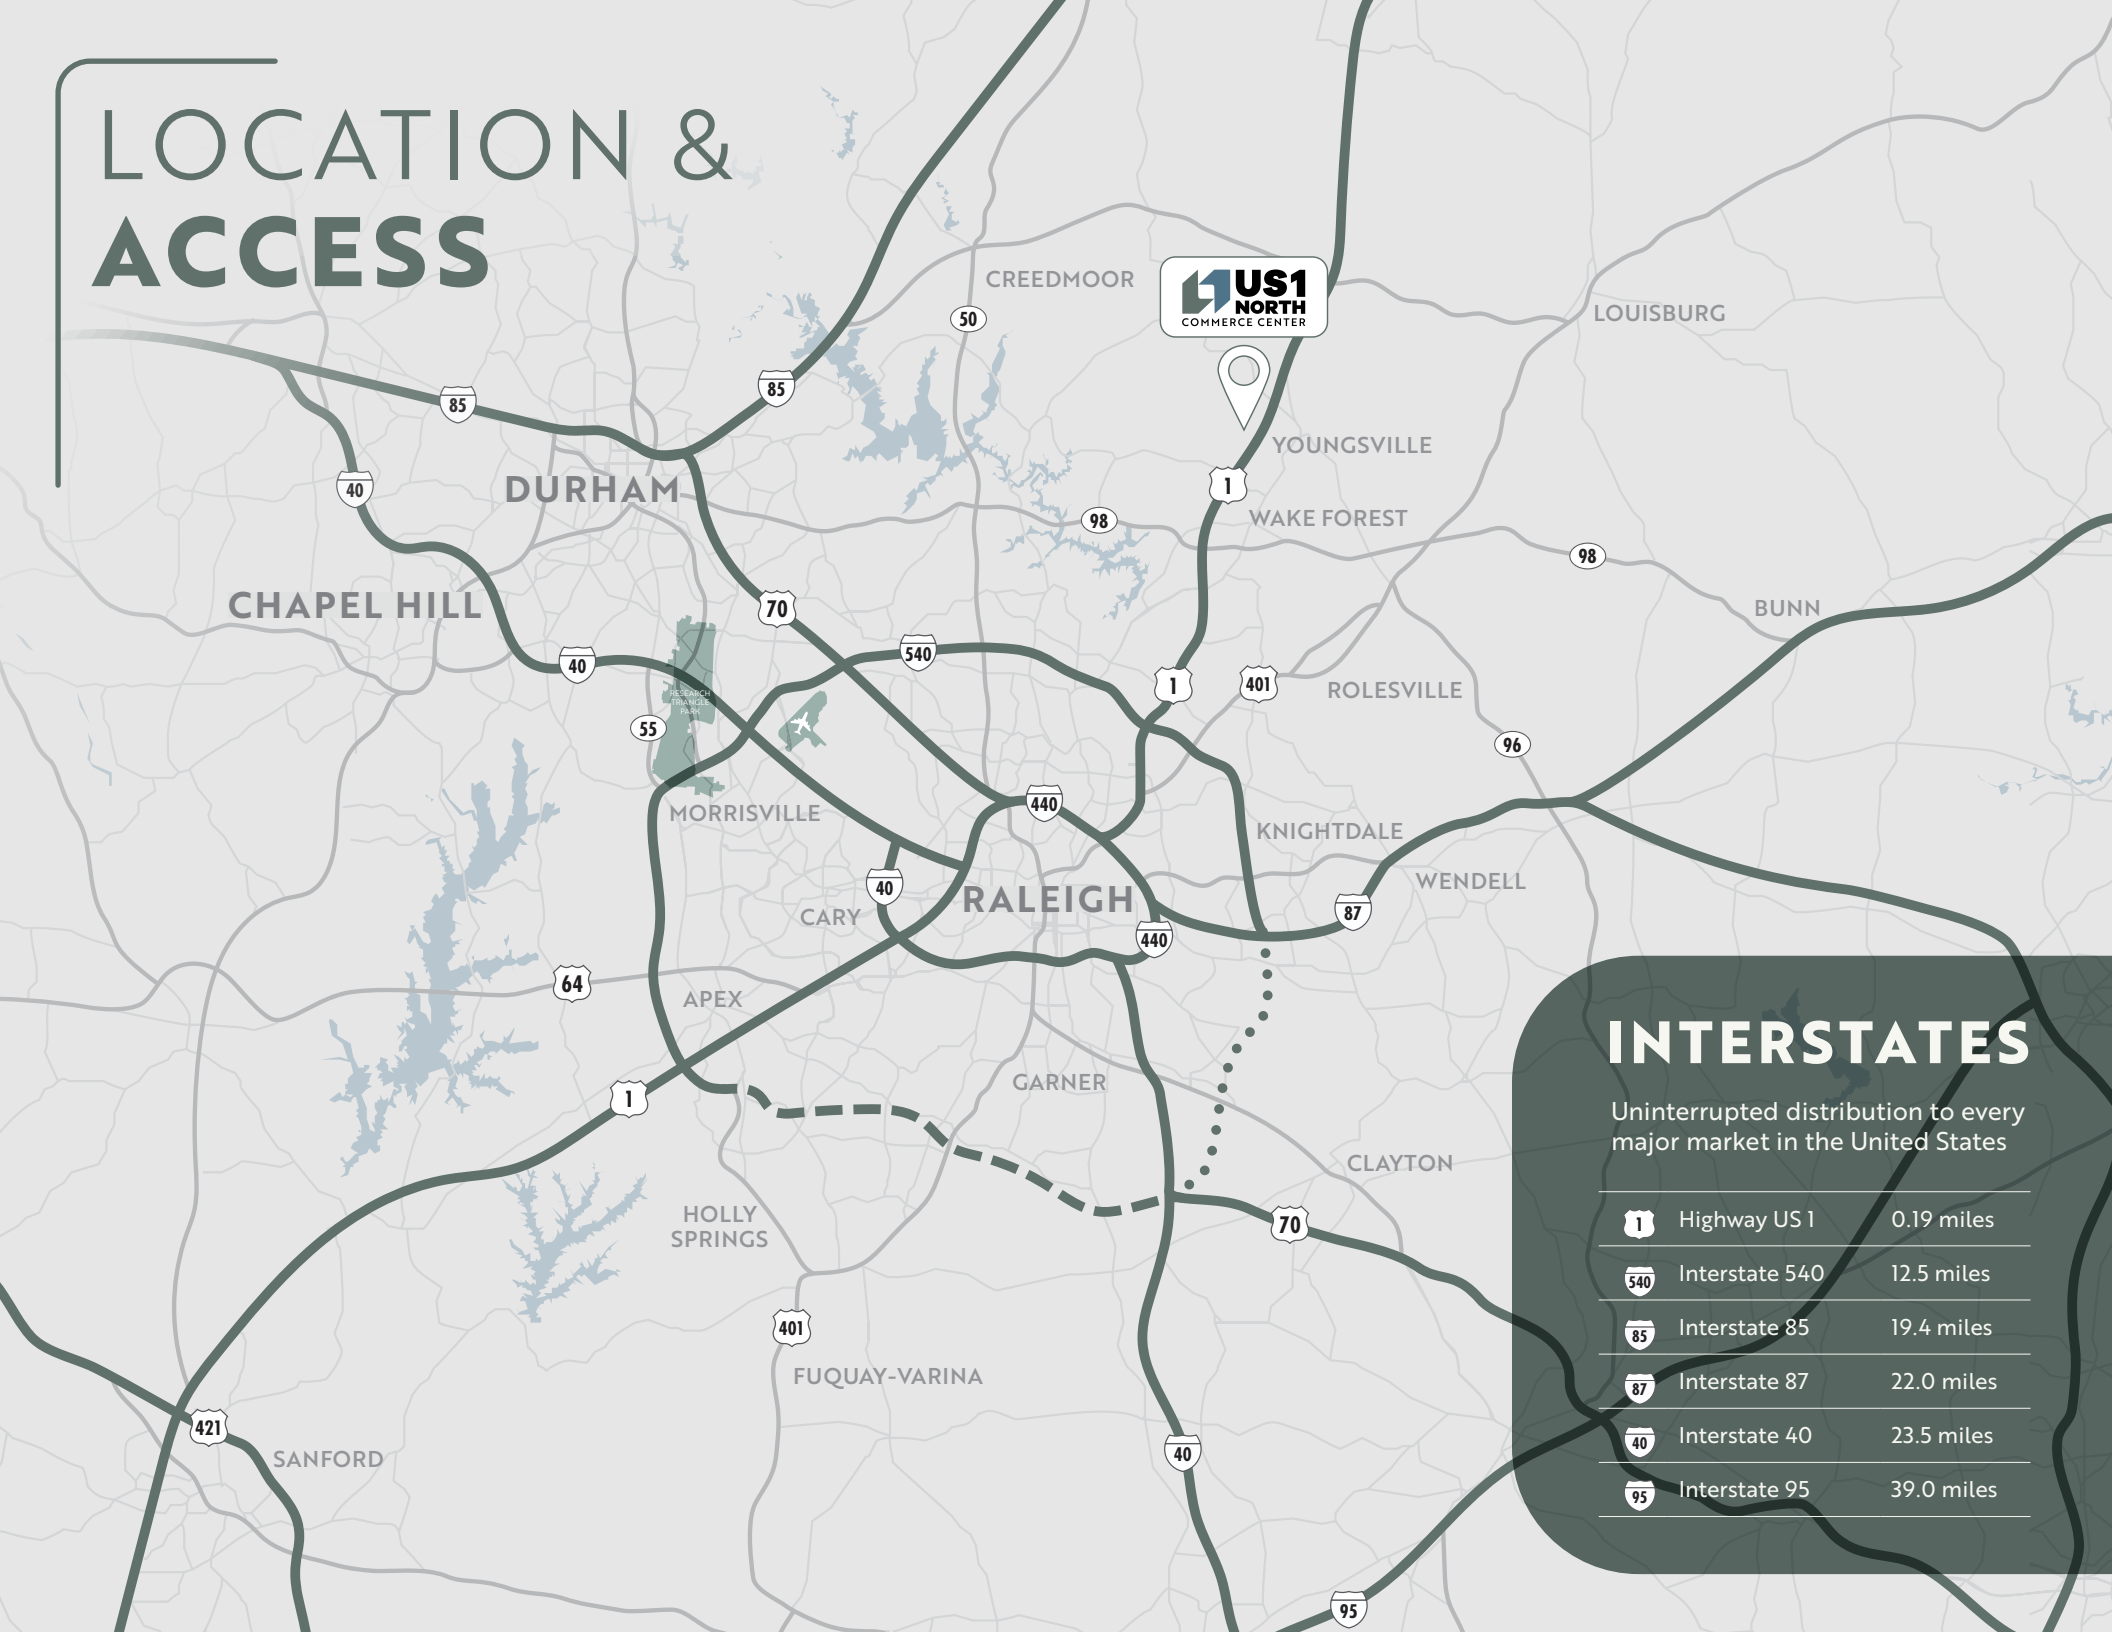 LOCATION &
ACCESS
CREEDMOOR
US1
NORTH
COMMERCE CENTER
LOUISBURG
50
85
85
YOUNGSVILLE
40
DURHAM
1
98
WAKE FOREST
98
CHAPEL HILL
70
BUNN
540
40
1
401
ROLESVILLE
RESEARCH
TRIANGLE
PARK
55
96
MORRISVILLE
440
KNIGHTDALE
40
RALEIGH
WENDELL
CARY
87
440
64
APEX
GARNER
1
CLAYTON
HOLLY
SPRINGS
70
401
FUQUAY-VARINA
421
SANFORD
40
95
INTERSTATES
Uninterrupted distribution to every
major market in the United States
1 Highway US 1 0.19 miles
540 Interstate 540 12.5 miles
85 Interstate 85 19.4 miles
87 Interstate 87 22.0 miles
40 Interstate 40 23.5 miles
95 Interstate 95 39.0 miles